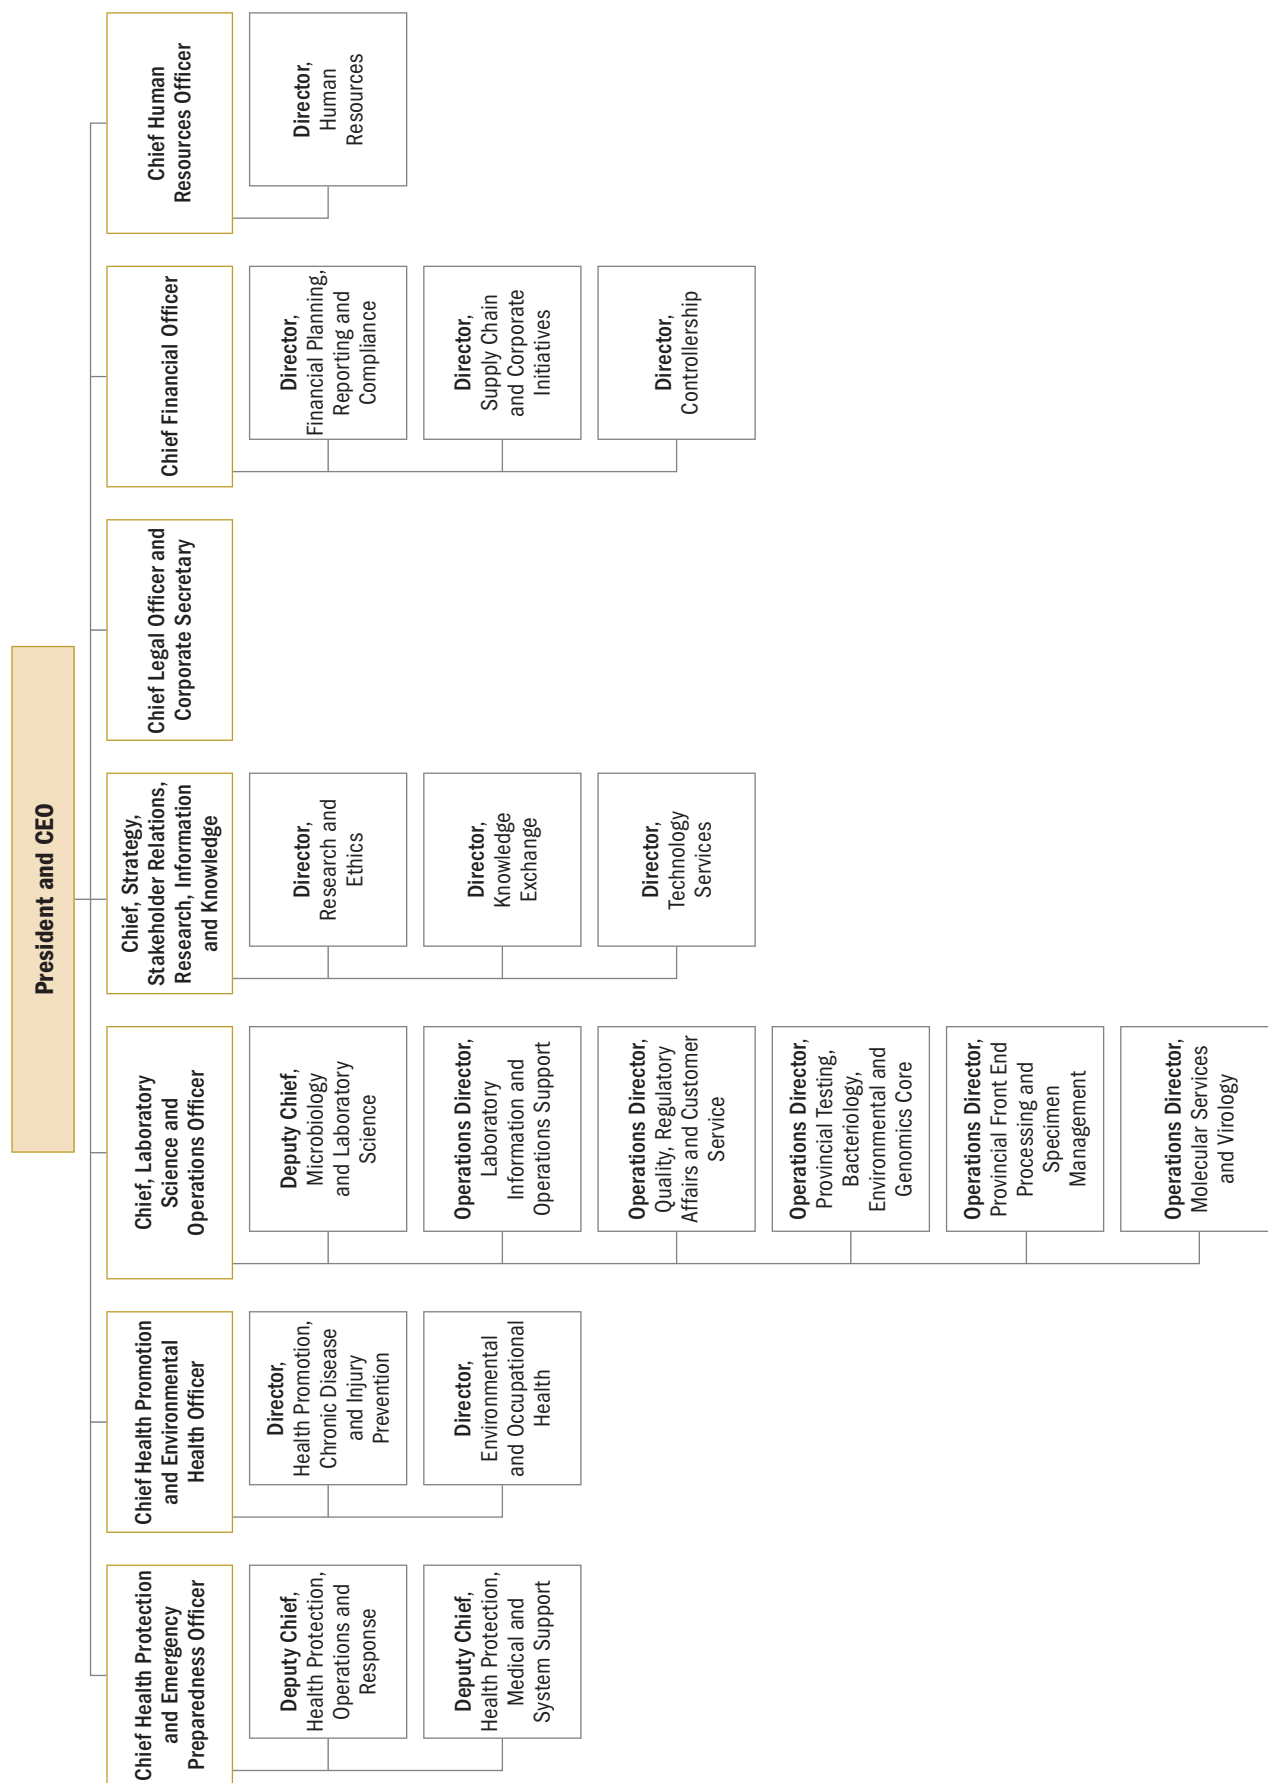 President and CEO
Chief Health Protection
and Emergency
Preparedness Officer
Deputy Chief,
Health Protection,
Operations and
Response
Deputy Chief,
Health Protection,
Medical and
System Support
Chief Health Promotion
and Environmental
Health Officer
Director,
Health Promotion,
Chronic Disease
and Injury
Prevention
Director,
Environmental
and Occupational
Health
Chief, Laboratory
Science and
Operations Officer
Deputy Chief,
Microbiology
and Laboratory
Science
Operations Director,
Laboratory
Information and
Operations Support
Operations Director,
Quality, Regulatory
Affairs and Customer
Service
Operations Director,
Provincial Testing,
Bacteriology,
Environmental and
Genomics Core
Operations Director,
Provincial Front End
Processing and
Specimen
Management
Operations Director,
Molecular Services
and Virology
Chief, Strategy,
Stakeholder Relations,
Research, Information
and Knowledge
Director,
Research and
Ethics
Director,
Knowledge
Exchange
Director,
Technology
Services
Chief Legal Officer and
Corporate Secretary
Chief Financial Officer
Director,
Financial Planning,
Reporting and
Compliance
Director,
Supply Chain
and Corporate
Initiatives
Director,
Controllership
Chief Human
Resources Officer
Director,
Human
Resources